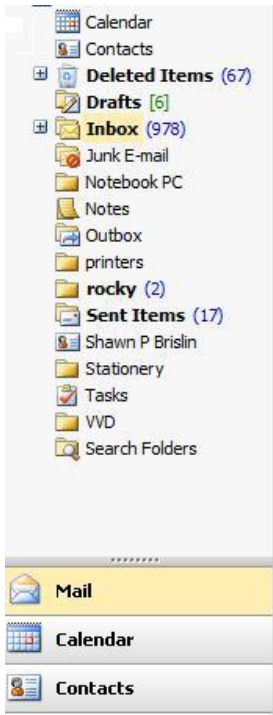 Calendar
Contacts
Deleted Items (67)
Drafts [6]
Inbox (978)
Junk E-mail
Notebook PC
Notes
Outbox
printers
rocky (2)
Sent Items (17)
Shawn P Brislin
Stationery
Tasks
VVD
Search Folders
Mail
Calendar
Contacts